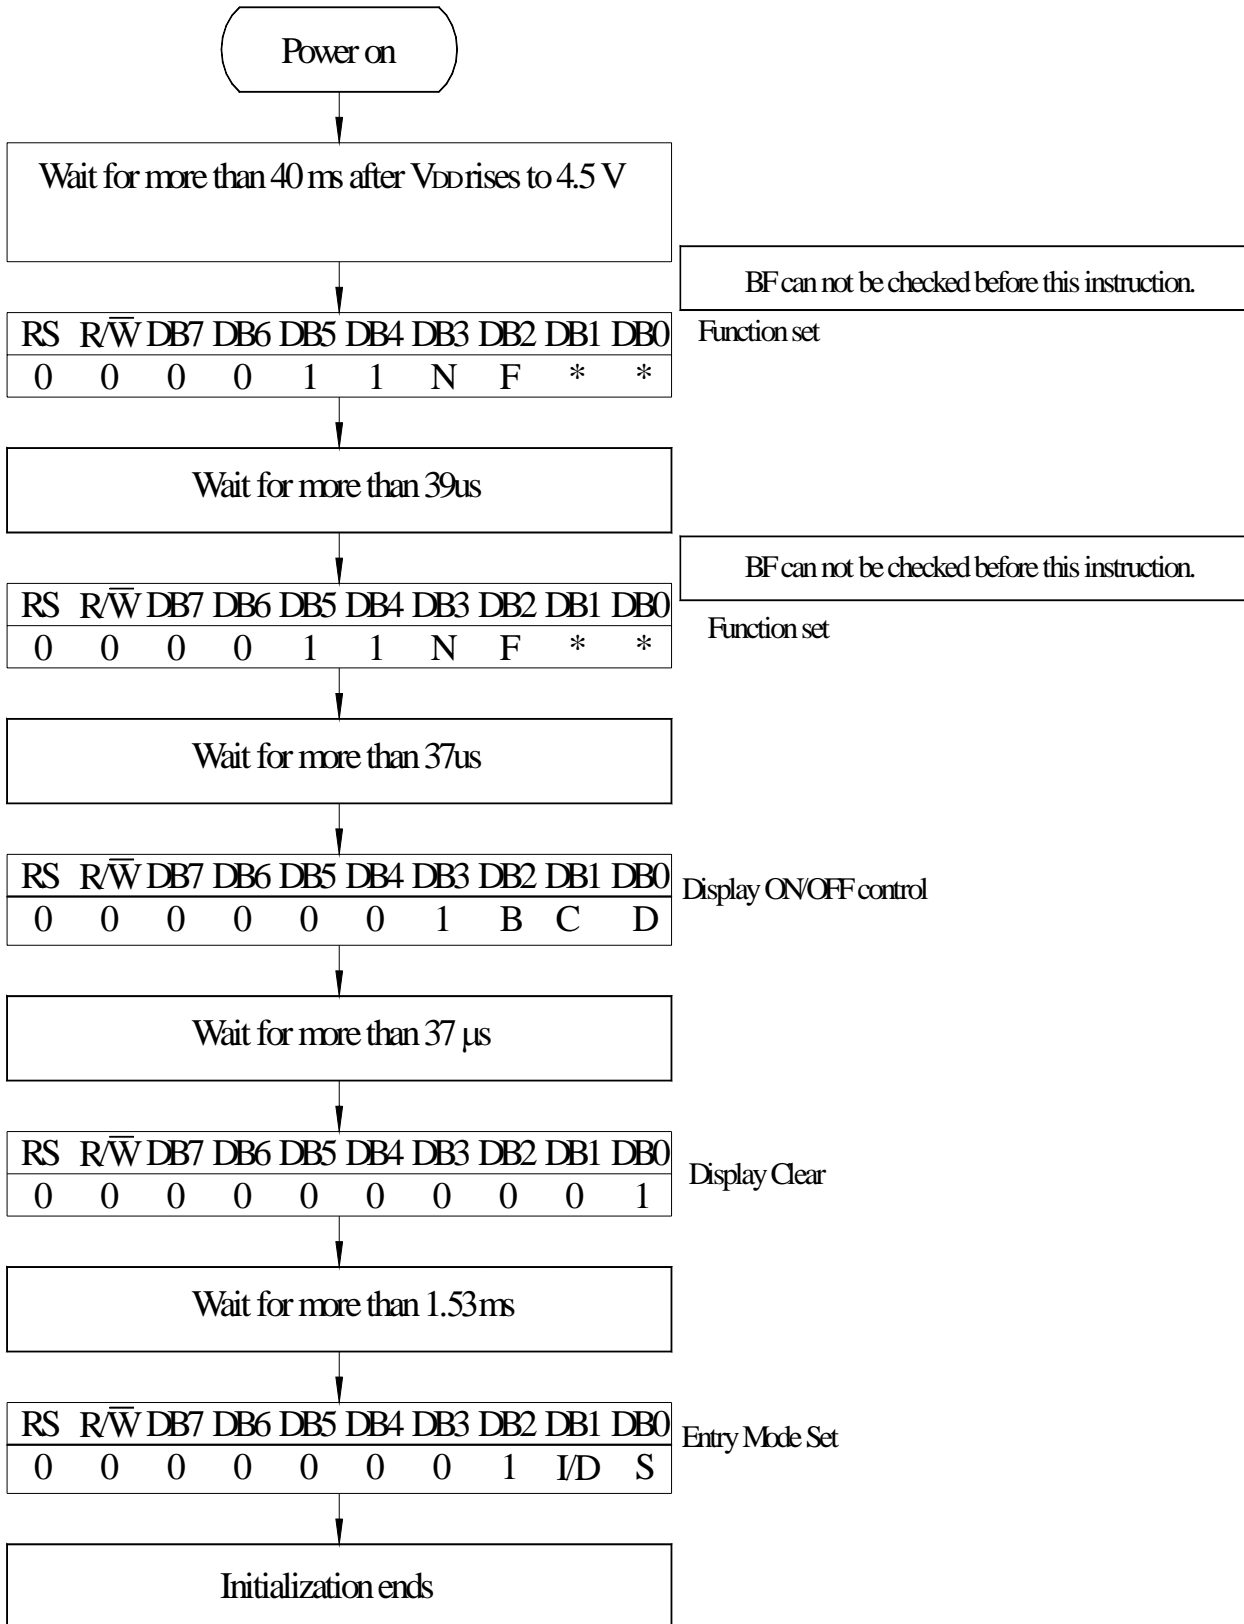 Power on
Wait for more than 40 ms after VDD rises to 4.5 V
BF can not be checked before this instruction.
RS R/W̅ DB7 DB6 DB5 DB4 DB3 DB2 DB1 DB0
Function set
0 0 0 0 1 1 N F * *
Wait for more than 39us
BF can not be checked before this instruction.
RS R/W̅ DB7 DB6 DB5 DB4 DB3 DB2 DB1 DB0
Function set
0 0 0 0 1 1 N F * *
Wait for more than 37us
RS R/W̅ DB7 DB6 DB5 DB4 DB3 DB2 DB1 DB0
Display ON/OFF control
0 0 0 0 0 0 1 B C D
Wait for more than 37 μs
RS R/W̅ DB7 DB6 DB5 DB4 DB3 DB2 DB1 DB0
Display Clear
0 0 0 0 0 0 0 0 0 1
Wait for more than 1.53ms
RS R/W̅ DB7 DB6 DB5 DB4 DB3 DB2 DB1 DB0
Entry Mode Set
0 0 0 0 0 0 0 1 I/D S
Initialization ends